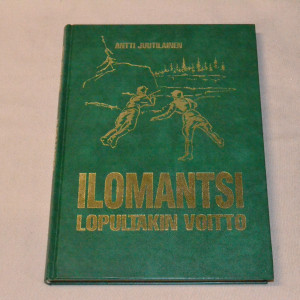 ANTTI JUUTILAINEN
ILOMANTSI
LOPULTAKIN VOITTO